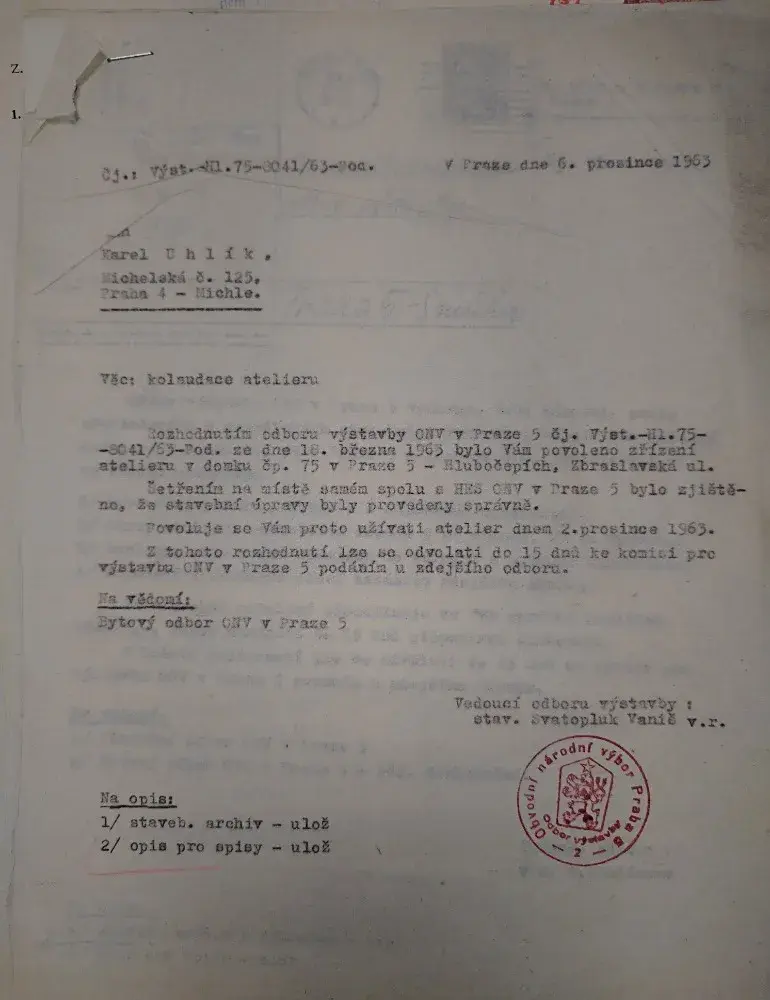 Z.
1.
Čj.: Výst.-Hl.75-8041/63-Pod.
V Praze dne 6. prosince 1963
Karel U h l í k ,
Michelská č. 125,
Praha 4 - Michle.
Věc: kolaudace atelieru
Rozhodnutím odboru výstavby ONV v Praze 5 čj. Výst.-Hl.75-
-8041/63-Pod. ze dne 18. března 1963 bylo Vám povoleno zřízení
atelieru v domku čp. 75 v Praze 5 - Hlubočepích, Zbraslavská ul.
Šetřením na místě samém spolu s HES ONV v Praze 5 bylo zjiště-
no, že stavební úpravy byly provedeny správně.
Povoluje se Vám proto užívati atelier dnem 2.prosince 1963.
Z tohoto rozhodnutí lze se odvolati do 15 dnů ke komisi pro
výstavbu ONV v Praze 5 podáním u zdejšího odboru.
Na vědomí:
Bytový odbor ONV v Praze 5
Vedoucí odboru výstavby :
stav. Svatopluk Vanič v.r.
Obvodní národní výbor Praha 5
Odbor výstavby
- 2 -
Na opis:
1/ staveb. archiv - ulož
2/ opis pro spisy - ulož